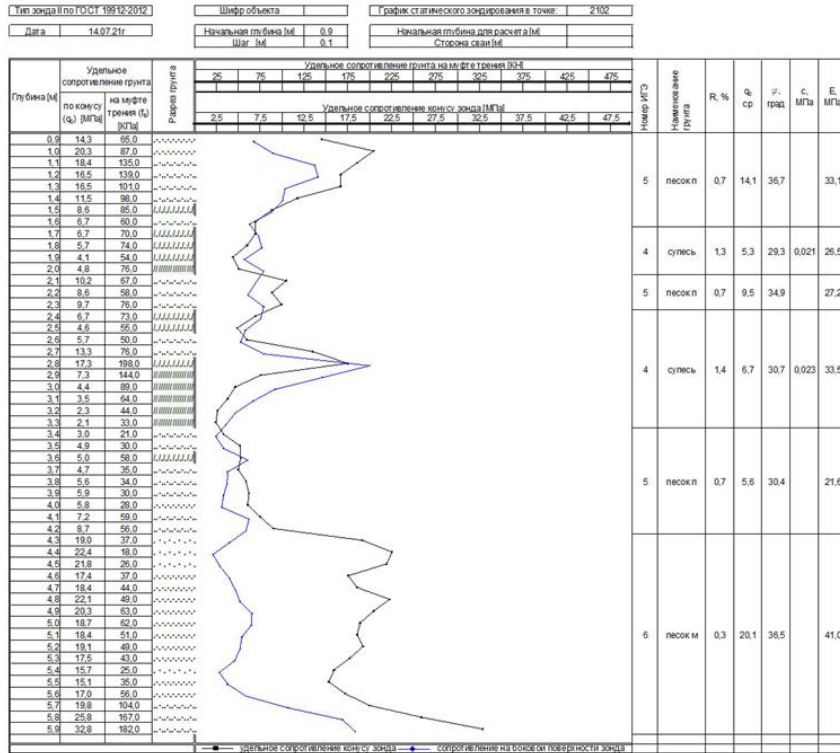 Тип зонда II по ГОСТ 19912-2012 Шифр объекта График статического зондирования в точке: 2102
Дата 14.07.21г Начальная глубина [м] 0,9 Начальная глубина для расчета [м]
Шаг [м] 0,1 Сторона сваи [м]
Глубина [м] Удельное сопротивление грунта Разрез грунта Удельное сопротивление грунта на муфте трения [КН] Номер ИГЭ Наименование грунта R, % qc ср φ, град c, МПа E, МПа
25 75 125 175 225 275 325 375 425 475
по конусу (qc) [МПа] на муфте трения (fs) [КПа] Удельное сопротивление конусу зонда [МПа]
2,5 7,5 12,5 17,5 22,5 27,5 32,5 37,5 42,5 47,5
0,9 14,3 65,0
1,0 20,3 87,0
1,1 18,4 135,0
1,2 16,5 139,0
1,3 16,5 101,0 5 песок п 0,7 14,1 36,7 33,1
1,4 11,5 98,0
1,5 8,6 85,0
1,6 6,7 60,0
1,7 6,7 70,0
1,8 5,7 74,0
1,9 4,1 54,0 4 супесь 1,3 5,3 29,3 0,021 26,5
2,0 4,8 76,0
2,1 10,2 67,0
2,2 8,6 58,0 5 песок п 0,7 9,5 34,9 27,2
2,3 9,7 76,0
2,4 6,7 73,0
2,5 4,6 55,0
2,6 5,7 50,0
2,7 13,3 76,0
2,8 17,3 198,0
2,9 7,3 144,0 4 супесь 1,4 6,7 30,7 0,023 33,5
3,0 4,4 89,0
3,1 3,5 64,0
3,2 2,3 44,0
3,3 2,1 33,0
3,4 3,0 21,0
3,5 4,9 30,0
3,6 5,0 58,0
3,7 4,7 35,0
3,8 5,6 34,0 5 песок п 0,7 5,6 30,4 21,6
3,9 5,9 30,0
4,0 5,8 28,0
4,1 7,2 59,0
4,2 8,7 56,0
4,3 19,0 37,0
4,4 22,4 18,0
4,5 21,8 26,0
4,6 17,4 37,0
4,7 18,4 44,0
4,8 22,1 49,0
4,9 20,3 63,0
5,0 18,7 62,0
5,1 18,4 51,0 6 песок м 0,3 20,1 36,5 41,0
5,2 19,1 49,0
5,3 17,5 43,0
5,4 15,7 25,0
5,5 15,1 35,0
5,6 17,0 56,0
5,7 19,8 104,0
5,8 25,8 167,0
5,9 32,8 182,0
удельное сопротивление конусу зонда сопротивление на боковой поверхности зонда